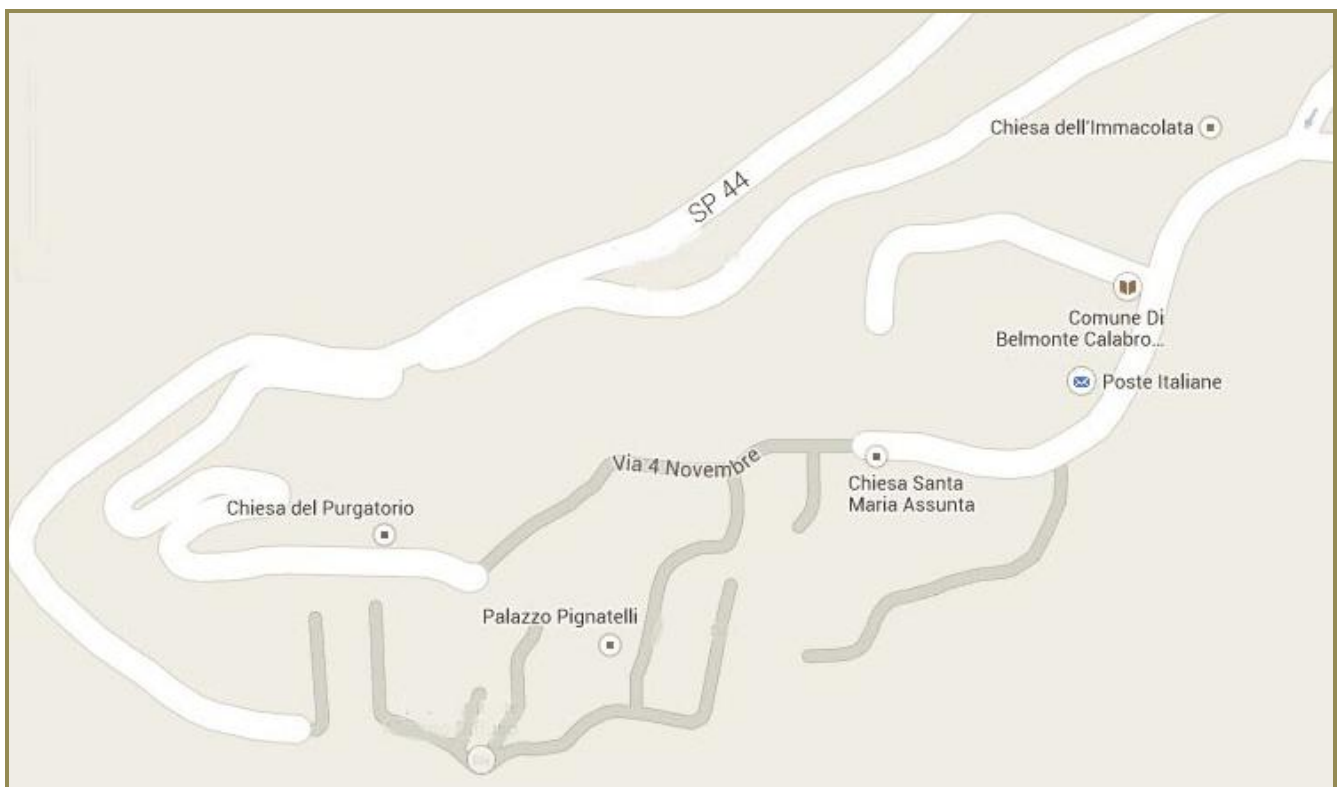 Chiesa dell'Immacolata
SP 44
Comune Di
Belmonte Calabro...
Poste Italiane
Via 4 Novembre
Chiesa Santa
Maria Assunta
Chiesa del Purgatorio
Palazzo Pignatelli